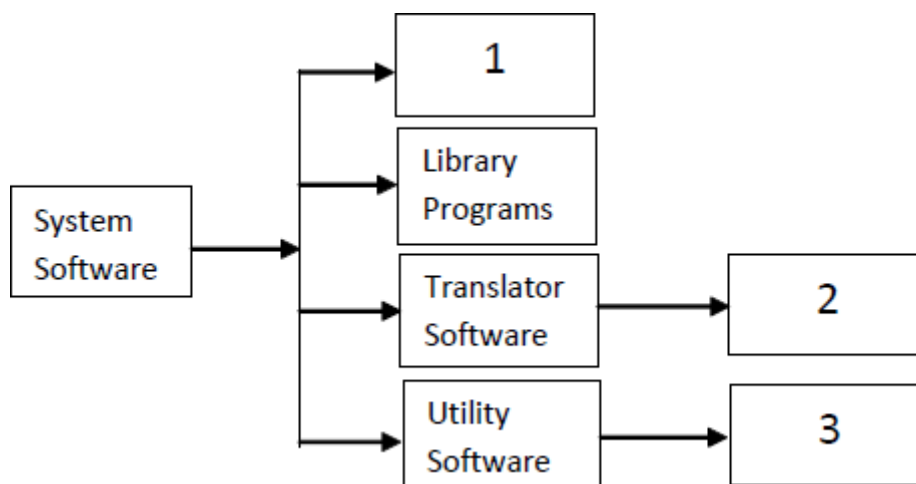 1
Library
Programs
System
Software
Translator
Software
2
Utility
Software
3